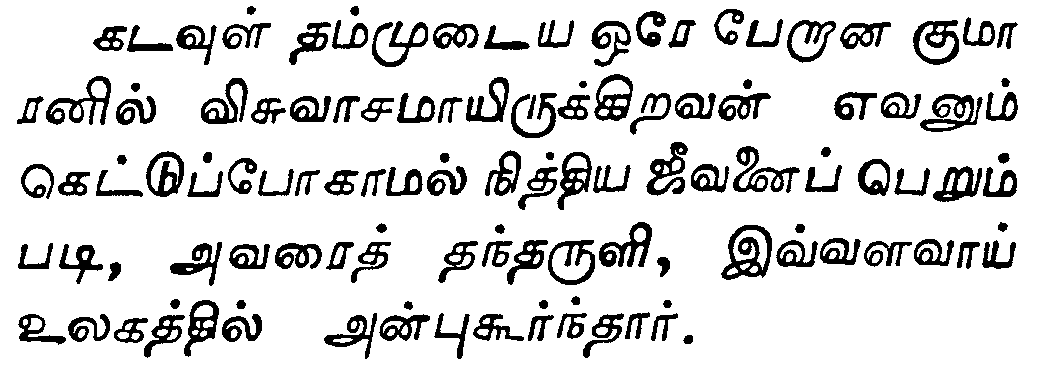 கடவுள் தம்முடைய ஒரே பேறான குமா
ரனில் விசுவாசமாயிருக்கிறவன் எவனும்
கெட்டுப்போகாமல் நித்திய ஜீவனைப் பெறும்
படி, அவரைத் தந்தருளி, இவ்வளவாய்
உலகத்தில் அன்புகூர்ந்தார்.